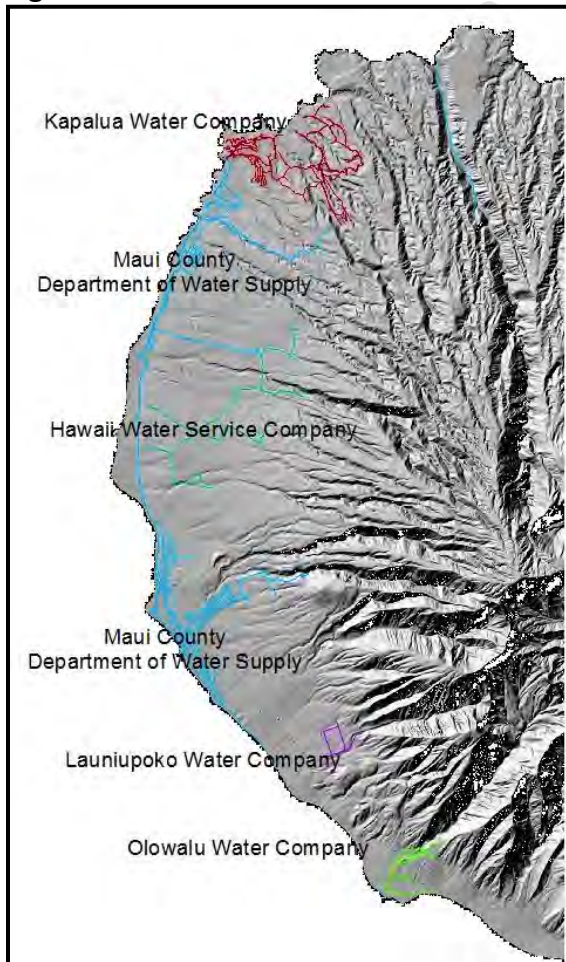 Kapalua Water Company
Maui County
Department of Water Supply
Hawaii Water Service Company
Maui County
Department of Water Supply
Launiupoko Water Company
Olowalu Water Company